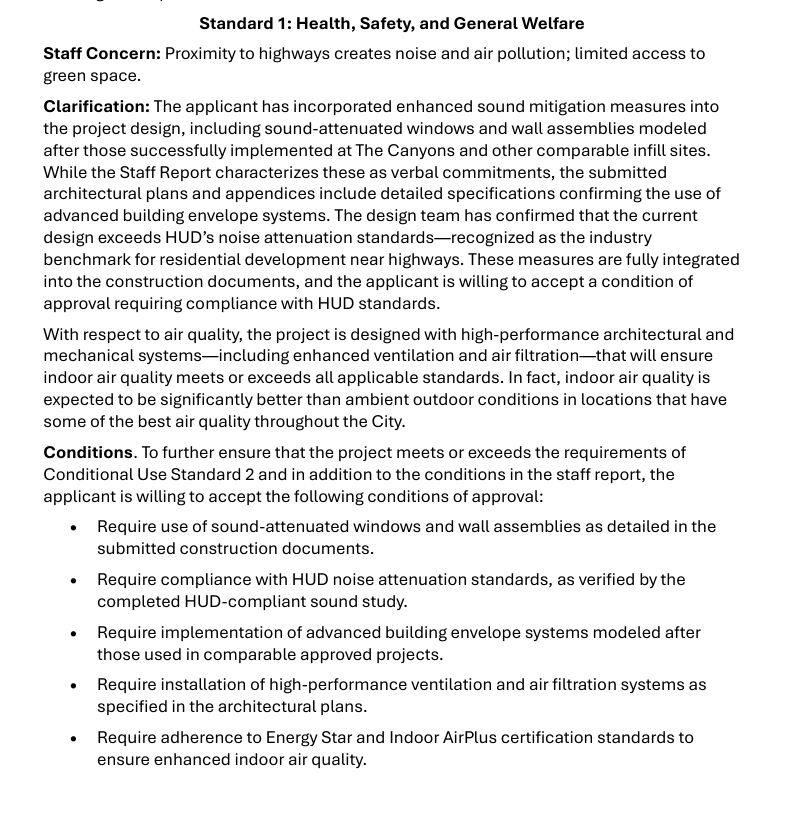 Standard 1: Health, Safety, and General Welfare
Staff Concern: Proximity to highways creates noise and air pollution; limited access to
green space.
Clarification: The applicant has incorporated enhanced sound mitigation measures into
the project design, including sound-attenuated windows and wall assemblies modeled
after those successfully implemented at The Canyons and other comparable infill sites.
While the Staff Report characterizes these as verbal commitments, the submitted
architectural plans and appendices include detailed specifications confirming the use of
advanced building envelope systems. The design team has confirmed that the current
design exceeds HUD’s noise attenuation standards—recognized as the industry
benchmark for residential development near highways. These measures are fully integrated
into the construction documents, and the applicant is willing to accept a condition of
approval requiring compliance with HUD standards.
With respect to air quality, the project is designed with high-performance architectural and
mechanical systems—including enhanced ventilation and air filtration—that will ensure
indoor air quality meets or exceeds all applicable standards. In fact, indoor air quality is
expected to be significantly better than ambient outdoor conditions in locations that have
some of the best air quality throughout the City.
Conditions. To further ensure that the project meets or exceeds the requirements of
Conditional Use Standard 2 and in addition to the conditions in the staff report, the
applicant is willing to accept the following conditions of approval:
• Require use of sound-attenuated windows and wall assemblies as detailed in the
submitted construction documents.
• Require compliance with HUD noise attenuation standards, as verified by the
completed HUD-compliant sound study.
• Require implementation of advanced building envelope systems modeled after
those used in comparable approved projects.
• Require installation of high-performance ventilation and air filtration systems as
specified in the architectural plans.
• Require adherence to Energy Star and Indoor AirPlus certification standards to
ensure enhanced indoor air quality.